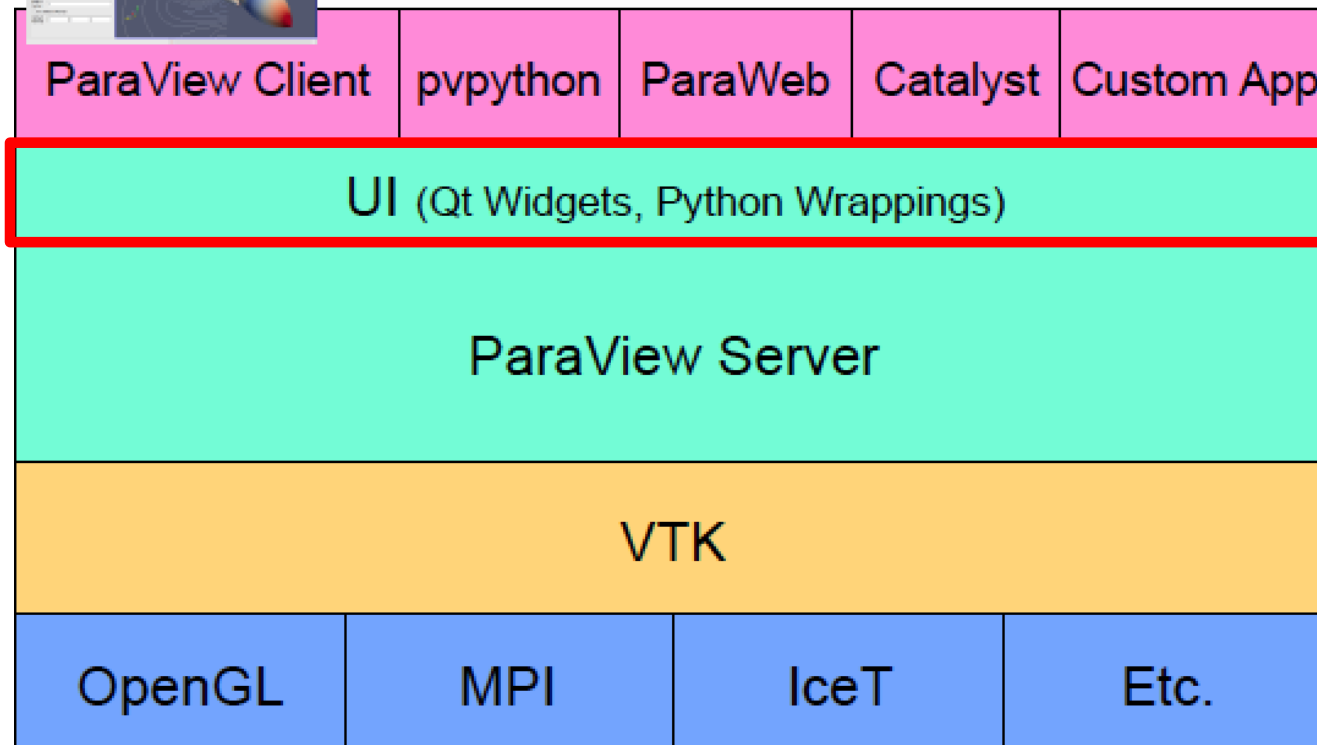 ParaView Client pvpython ParaWeb Catalyst Custom App
UI (Qt Widgets, Python Wrappings)
ParaView Server
VTK
OpenGL MPI IceT Etc.